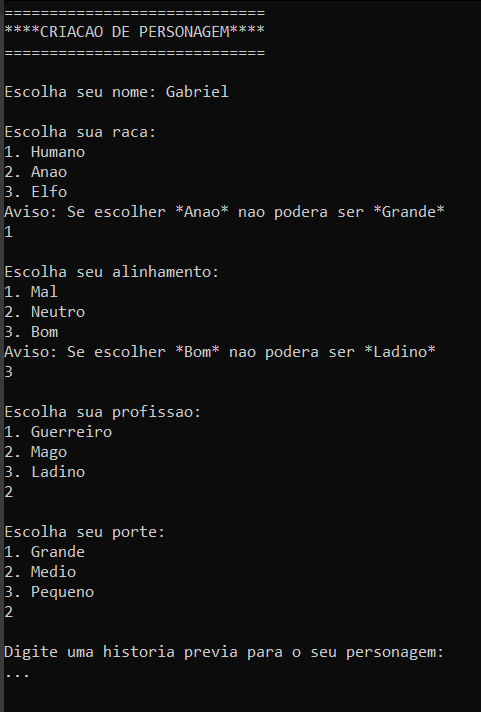 =============================
****CRIACAO DE PERSONAGEM****
=============================
Escolha seu nome: Gabriel
Escolha sua raca:
1. Humano
2. Anao
3. Elfo
Aviso: Se escolher *Anao* nao podera ser *Grande*
1
Escolha seu alinhamento:
1. Mal
2. Neutro
3. Bom
Aviso: Se escolher *Bom* nao podera ser *Ladino*
3
Escolha sua profissao:
1. Guerreiro
2. Mago
3. Ladino
2
Escolha seu porte:
1. Grande
2. Medio
3. Pequeno
2
Digite uma historia previa para o seu personagem:
...